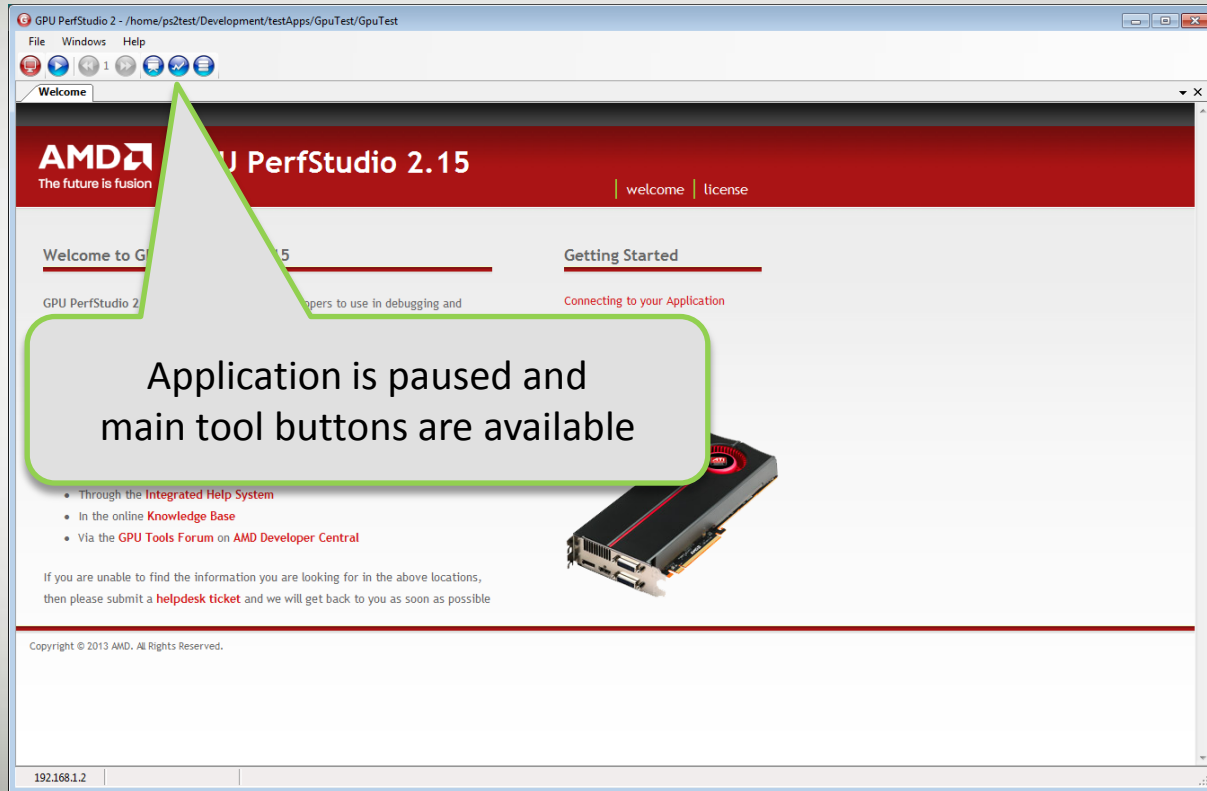 GPU PerfStudio 2 - /home/ps2test/Development/testApps/GpuTest/GpuTest
File Windows Help
1
Welcome
AMD
The future is fusion
U PerfStudio 2.15
welcome license
Welcome to G 15
Getting Started
GPU PerfStudio 2 opers to use in debugging and
Connecting to your Application
Application is paused and
main tool buttons are available
• Through the Integrated Help System
• In the online Knowledge Base
• Via the GPU Tools Forum on AMD Developer Central
If you are unable to find the information you are looking for in the above locations,
then please submit a helpdesk ticket and we will get back to you as soon as possible
Copyright © 2013 AMD. All Rights Reserved.
192.168.1.2